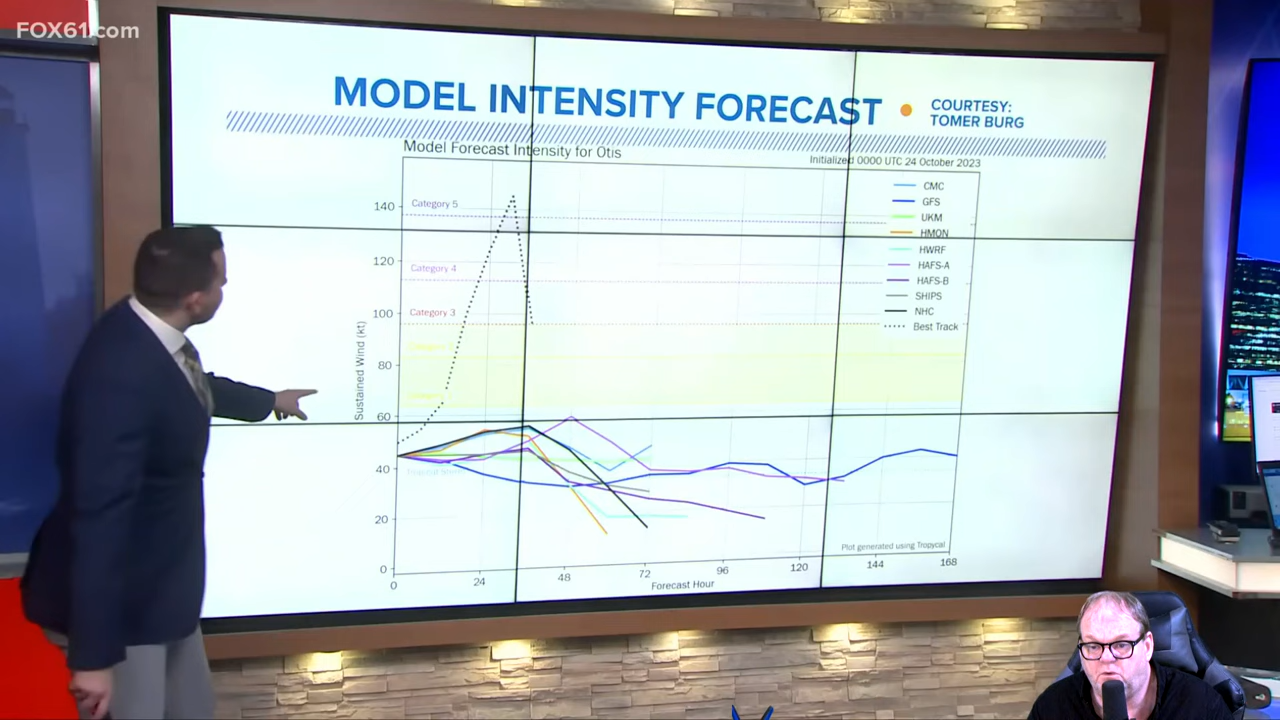 FOX61.com
MODEL INTENSITY FORECAST
COURTESY:
TOMER BURG
Model Forecast Intensity for Otis
Initialized 0000 UTC 24 October 2023
CMC
GFS
UKM
HMON
HWRF
HAFS-A
HAFS-B
SHIPS
NHC
Best Track
Category 5
Category 4
Category 3
Sustained Wind (kt)
140
120
100
80
60
40
20
0
0
24
48
72
96
120
144
168
Forecast Hour
Plot generated using Tropycal